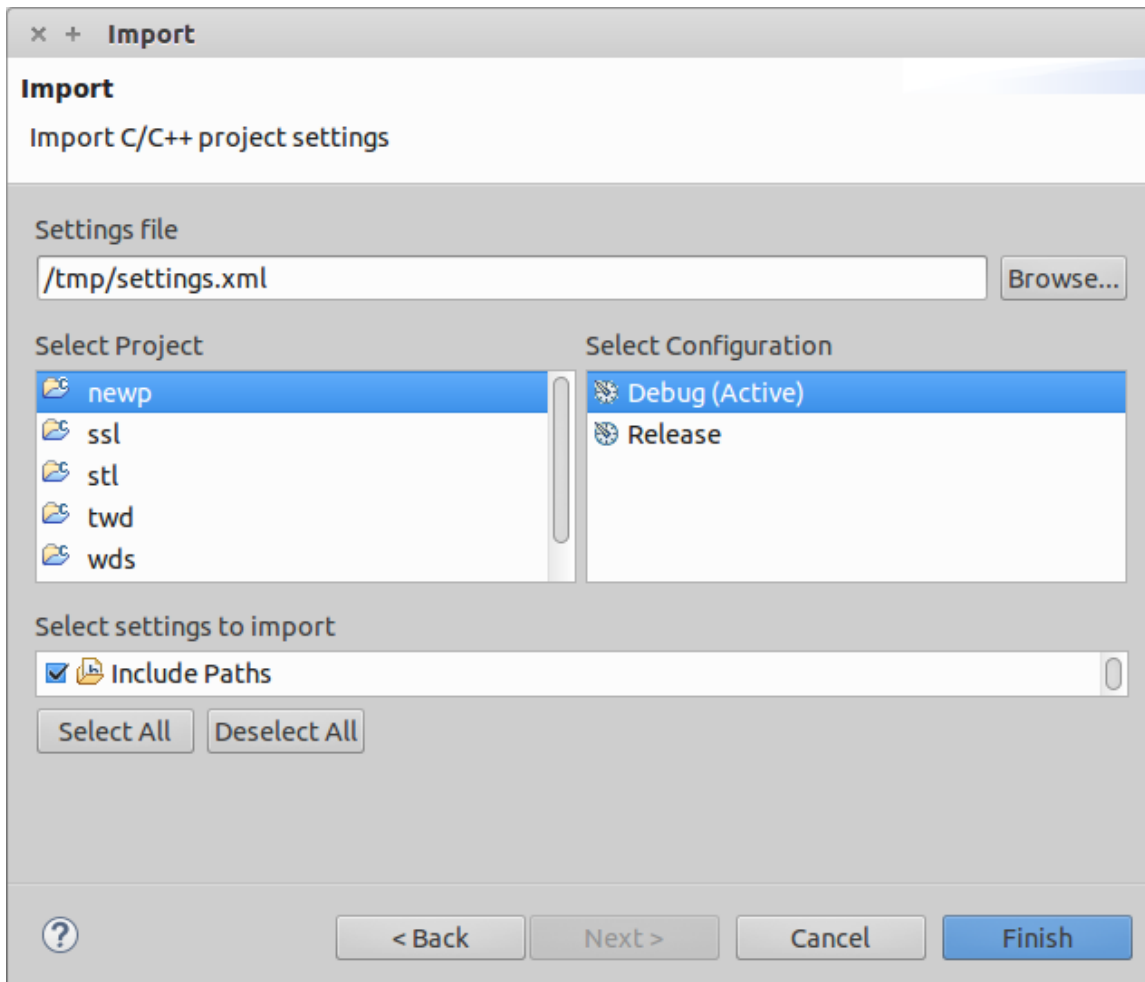 Import
Import
Import C/C++ project settings
Settings file
/tmp/settings.xml
Browse...
Select Project
Select Configuration
newp
Debug (Active)
ssl
Release
stl
twd
wds
Select settings to import
Include Paths
Select All
Deselect All
< Back
Next >
Cancel
Finish